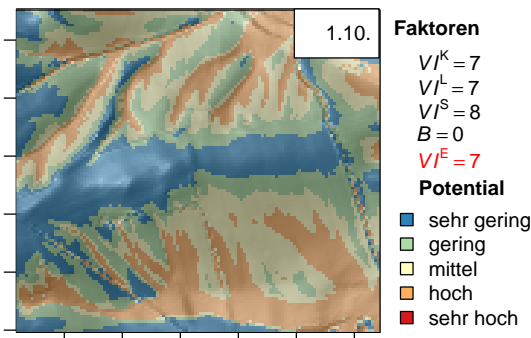 1.10.
Faktoren
VI^K = 7
VI^L = 7
VI^S = 8
B = 0
VI^E = 7
Potential
sehr gering
gering
mittel
hoch
sehr hoch